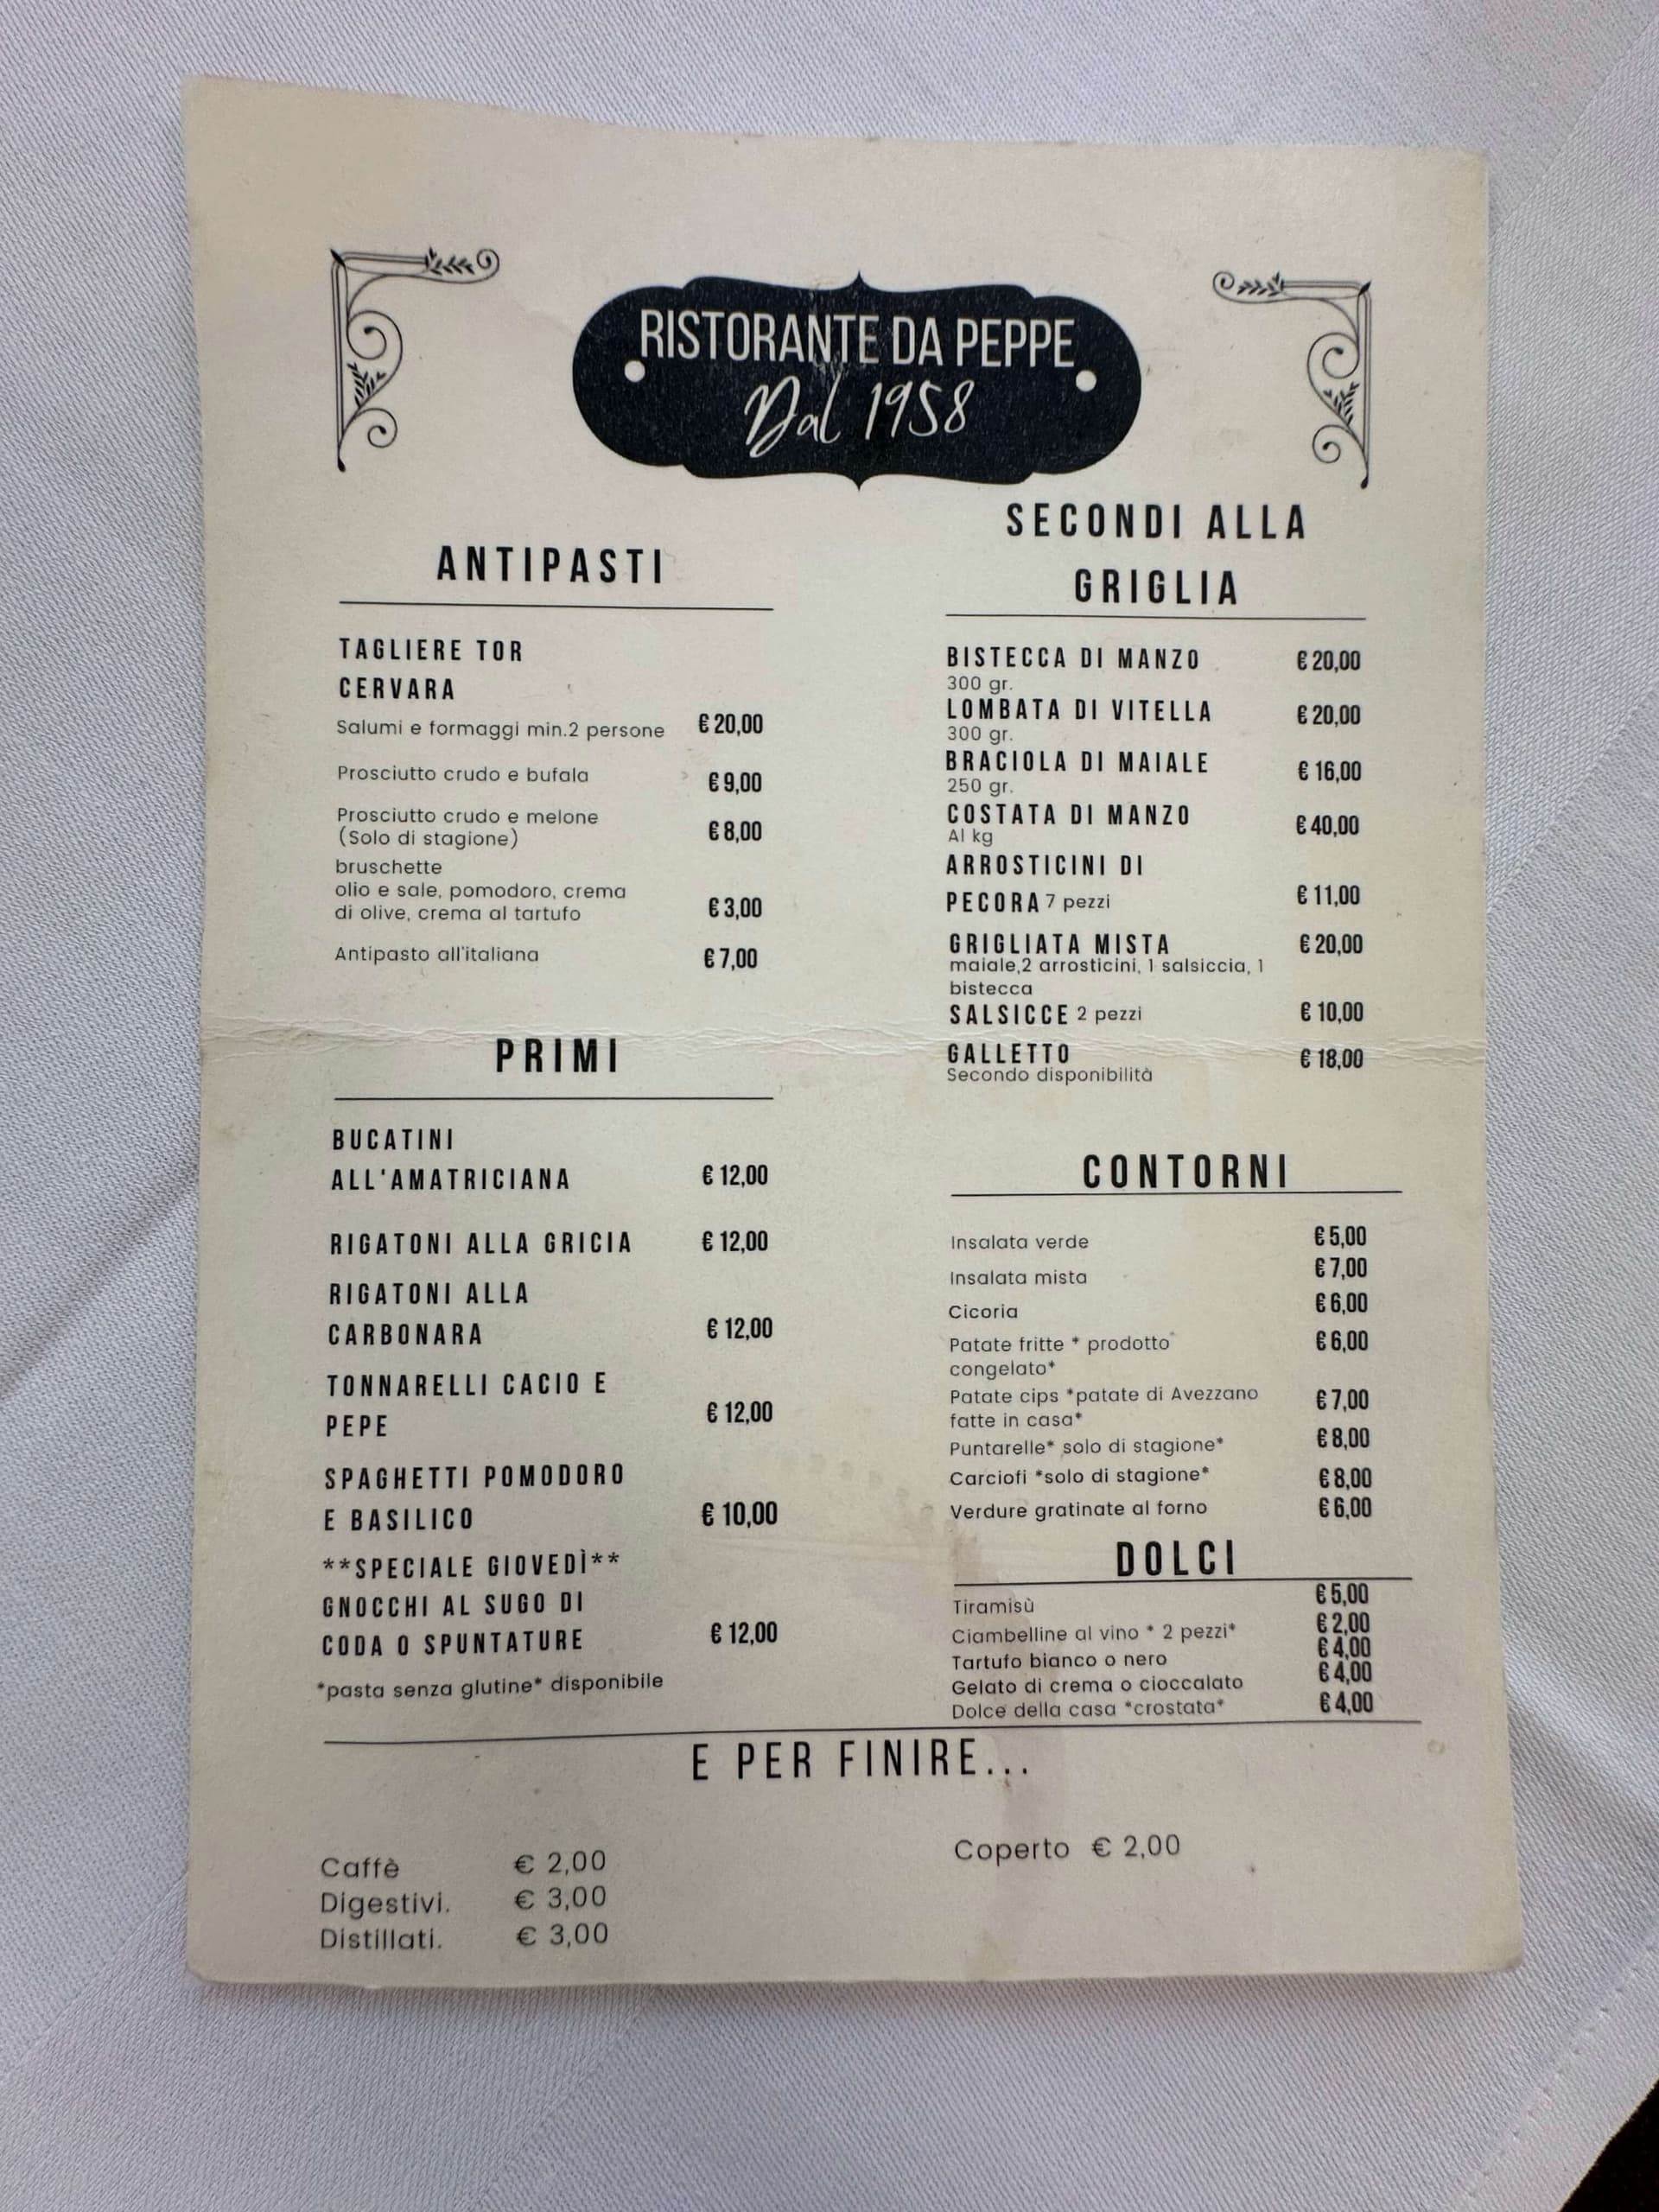 RISTORANTE DA PEPPE
Dal 1958
ANTIPASTI
TAGLIERE TOR
CERVARA
Salumi e formaggi min.2 persone € 20,00
Prosciutto crudo e bufala € 9,00
Prosciutto crudo e melone
(Solo di stagione) € 8,00
bruschette
olio e sale, pomodoro, crema
di olive, crema al tartufo € 3,00
Antipasto all'italiana € 7,00
PRIMI
BUCATINI
ALL'AMATRICIANA € 12,00
RIGATONI ALLA GRICIA € 12,00
RIGATONI ALLA
CARBONARA € 12,00
TONNARELLI CACIO E
PEPE € 12,00
SPAGHETTI POMODORO
E BASILICO € 10,00
**SPECIALE GIOVEDÌ**
GNOCCHI AL SUGO DI
CODA O SPUNTATURE € 12,00
*pasta senza glutine* disponibile
SECONDI ALLA
GRIGLIA
BISTECCA DI MANZO € 20,00
300 gr.
LOMBATA DI VITELLA € 20,00
300 gr.
BRACIOLA DI MAIALE € 16,00
250 gr.
COSTATA DI MANZO € 40,00
Al kg
ARROSTICINI DI
PECORA 7 pezzi € 11,00
GRIGLIATA MISTA € 20,00
maiale,2 arrosticini, 1 salsiccia, 1
bistecca
SALSICCE 2 pezzi € 10,00
GALLETTO € 18,00
Secondo disponibilità
CONTORNI
Insalata verde € 5,00
Insalata mista € 7,00
Cicoria € 6,00
Patate fritte * prodotto € 6,00
congelato*
Patate cips *patate di Avezzano € 7,00
fatte in casa*
Puntarelle* solo di stagione* € 8,00
Carciofi *solo di stagione* € 8,00
Verdure gratinate al forno € 6,00
DOLCI
Tiramisù € 5,00
Ciambelline al vino * 2 pezzi* € 2,00
Tartufo bianco o nero € 4,00
Gelato di crema o cioccalato € 4,00
Dolce della casa *crostata* € 4,00
E PER FINIRE...
Caffè € 2,00
Digestivi. € 3,00
Distillati. € 3,00
Coperto € 2,00